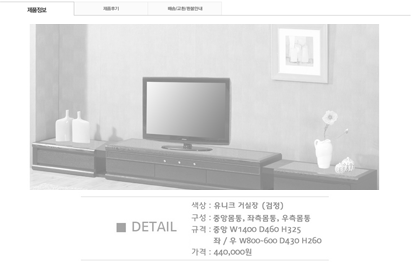 제품정보
제품후기
배송/교환/환불안내
DETAIL
색상 : 유니크 거실장 (검정)
구성 : 중앙몸통, 좌측몸통, 우측몸통
규격 : 중앙 W1400 D460 H325
좌 / 우 W800-600 D430 H260
가격 : 440,000원